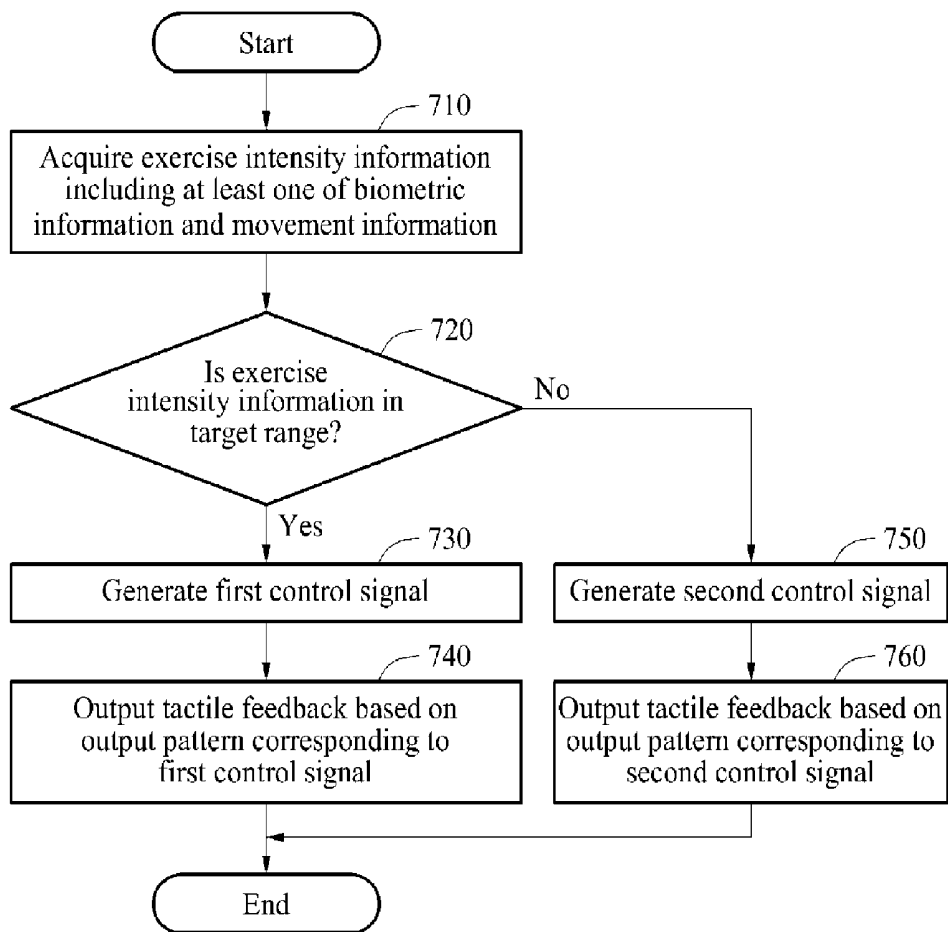 Start
710
Acquire exercise intensity information
including at least one of biometric
information and movement information
720
Is exercise
intensity information in
target range?
No
Yes
730
Generate first control signal
750
Generate second control signal
740
Output tactile feedback based on
output pattern corresponding to
first control signal
760
Output tactile feedback based on
output pattern corresponding to
second control signal
End